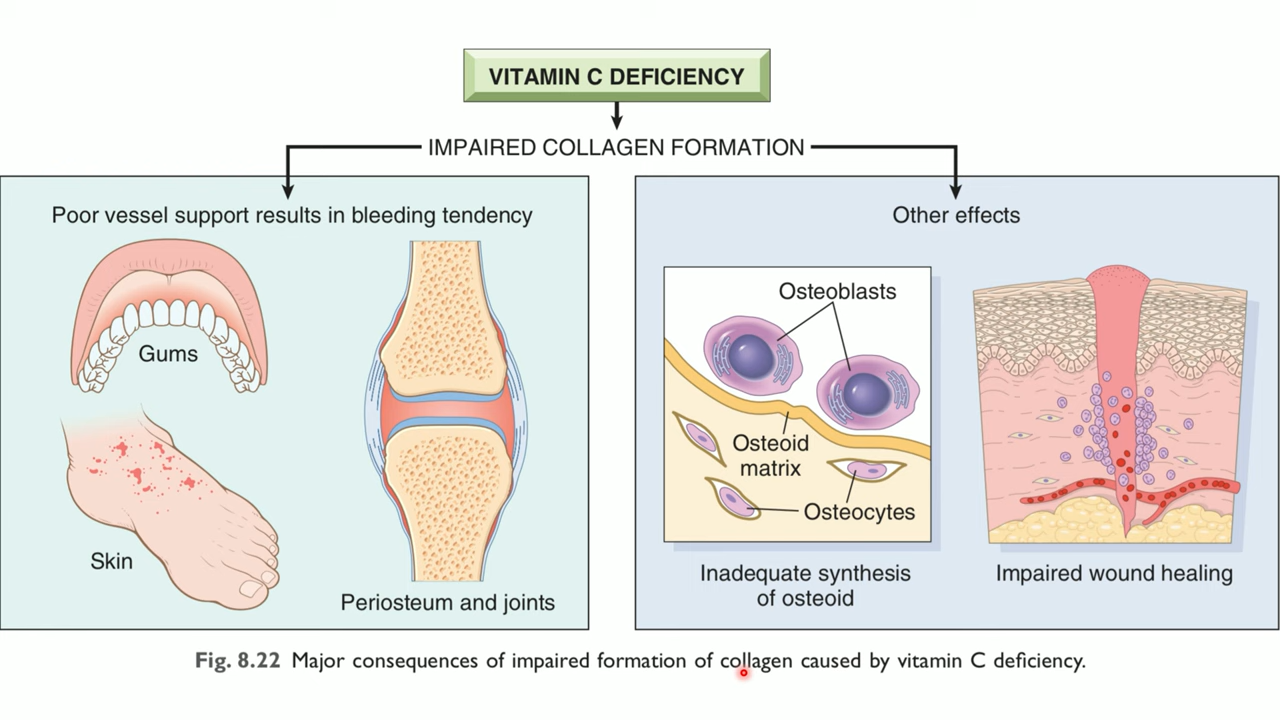 VITAMIN C DEFICIENCY
IMPAIRED COLLAGEN FORMATION
Poor vessel support results in bleeding tendency
Gums
Skin
Periosteum and joints
Other effects
Osteoblasts
Osteoid
matrix
Osteocytes
Inadequate synthesis
of osteoid
Impaired wound healing
Fig. 8.22 Major consequences of impaired formation of collagen caused by vitamin C deficiency.